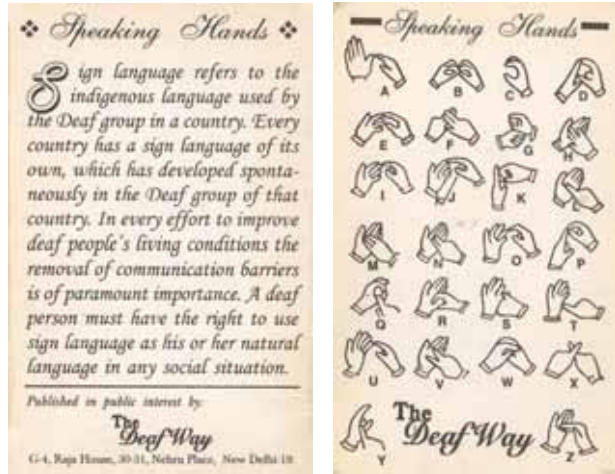 Speaking Hands
Sign language refers to the
indigenous language used by
the Deaf group in a country. Every
country has a sign language of its
own, which has developed sponta-
neously in the Deaf group of that
country. In every effort to improve
deaf people's living conditions the
removal of communication barriers
is of paramount importance. A deaf
person must have the right to use
sign language as his or her natural
language in any social situation.
Published in public interest by:
The
Deaf Way
G-4, Raja House, 30-31, Nehru Place, New Delhi-19
Speaking Hands
A B C D
E F G H
I J K L
M N O P
Q R S T
U V W X
The
Deaf Way
Y Z